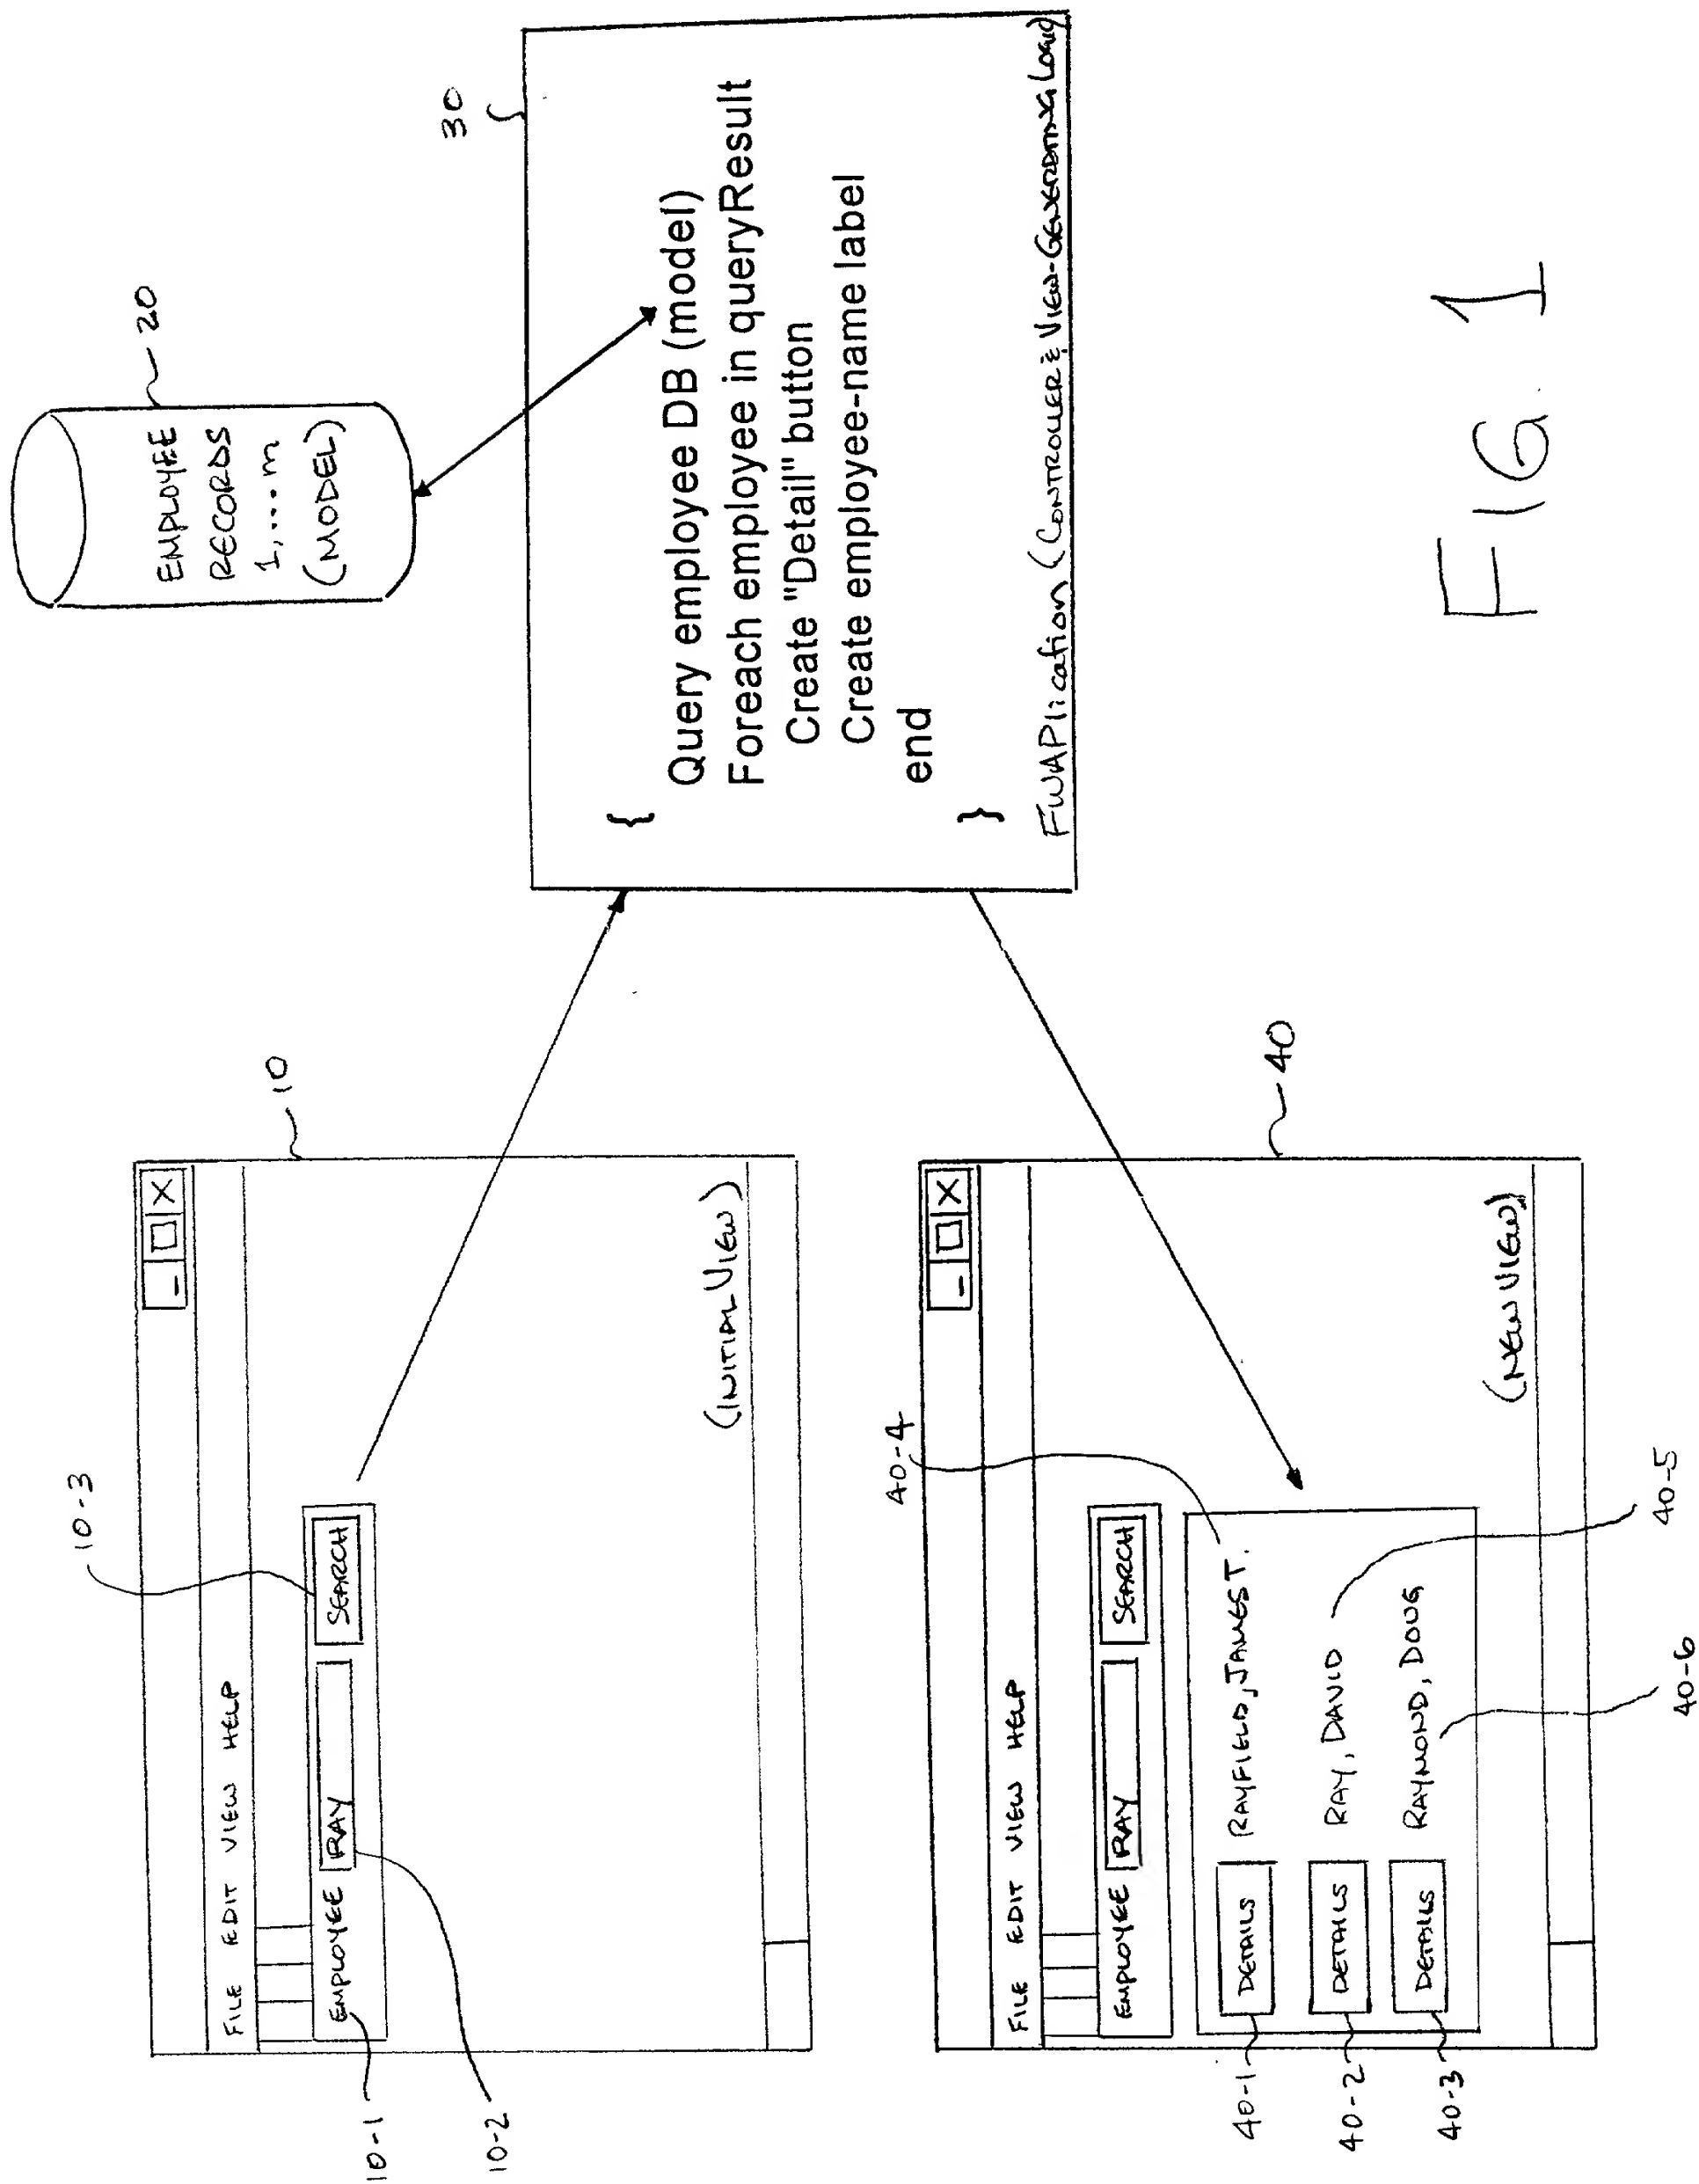 10-3
10
_ □ X
FILE EDIT VIEW HELP
EMPLOYEE RAY SEARCH
(INITIAL VIEW)
10-1
10-2
20
EMPLOYEE
RECORDS
1,...m
(MODEL)
30
{
Query employee DB (model)
Foreach employee in queryResult
Create "Detail" button
Create employee-name label
end
}
FWAPlication (CONTROLLER & VIEW-GENERATING LOGIC)
40-4
40
_ □ X
FILE EDIT VIEW HELP
EMPLOYEE RAY SEARCH
40-1
DETAILS RAYFIELD, JAMES T.
40-2
DETAILS RAY, DAVID
40-3
DETAILS RAYMOND, DOUG
(NEW VIEW)
40-5
40-6
FIG. 1